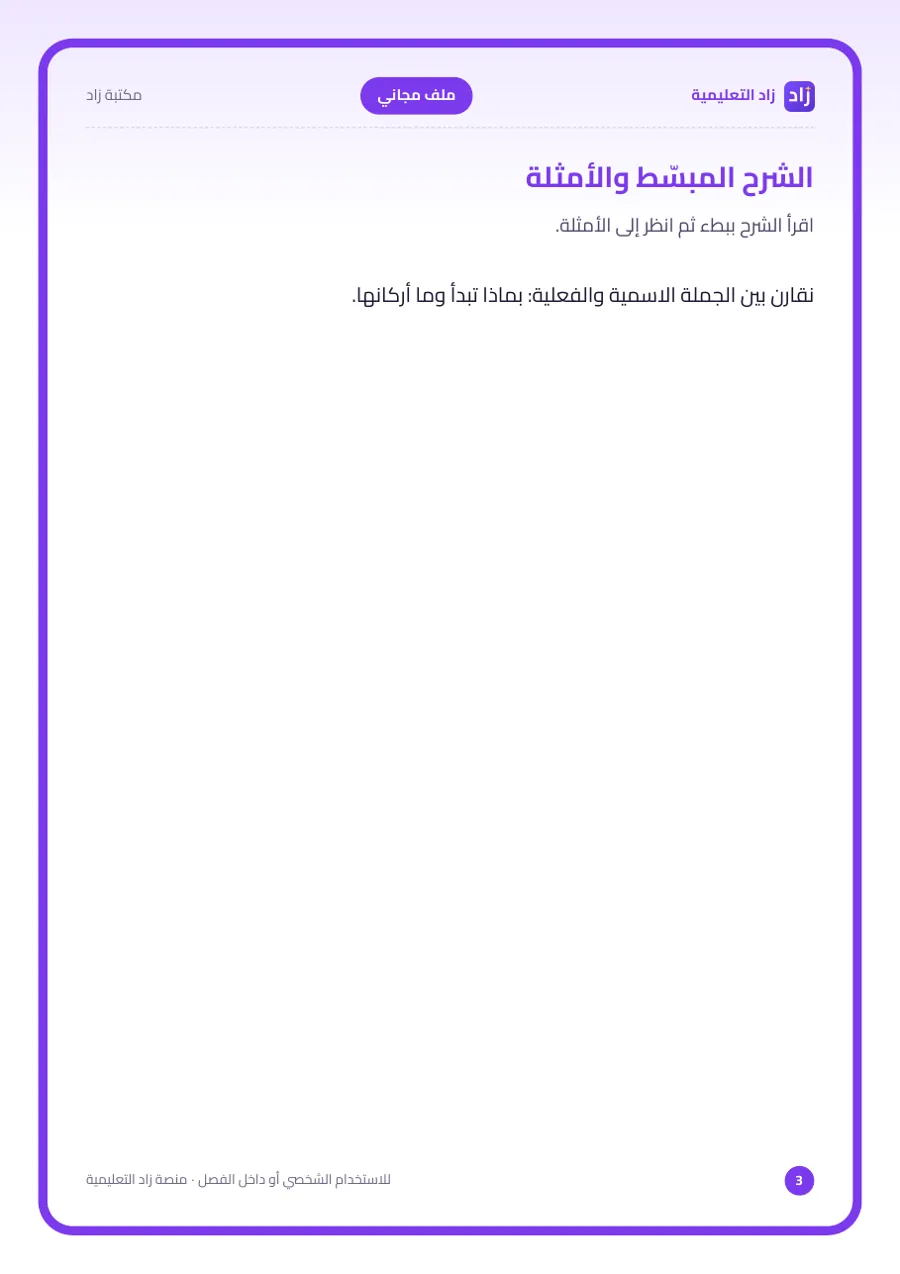 زاد
زاد التعليمية
ملف مجاني
مكتبة زاد
الشرح المبسّط والأمثلة
اقرأ الشرح ببطء ثم انظر إلى الأمثلة.
نقارن بين الجملة الاسمية والفعلية: بماذا تبدأ وما أركانها.
3
للاستخدام الشخصي أو داخل الفصل · منصة زاد التعليمية